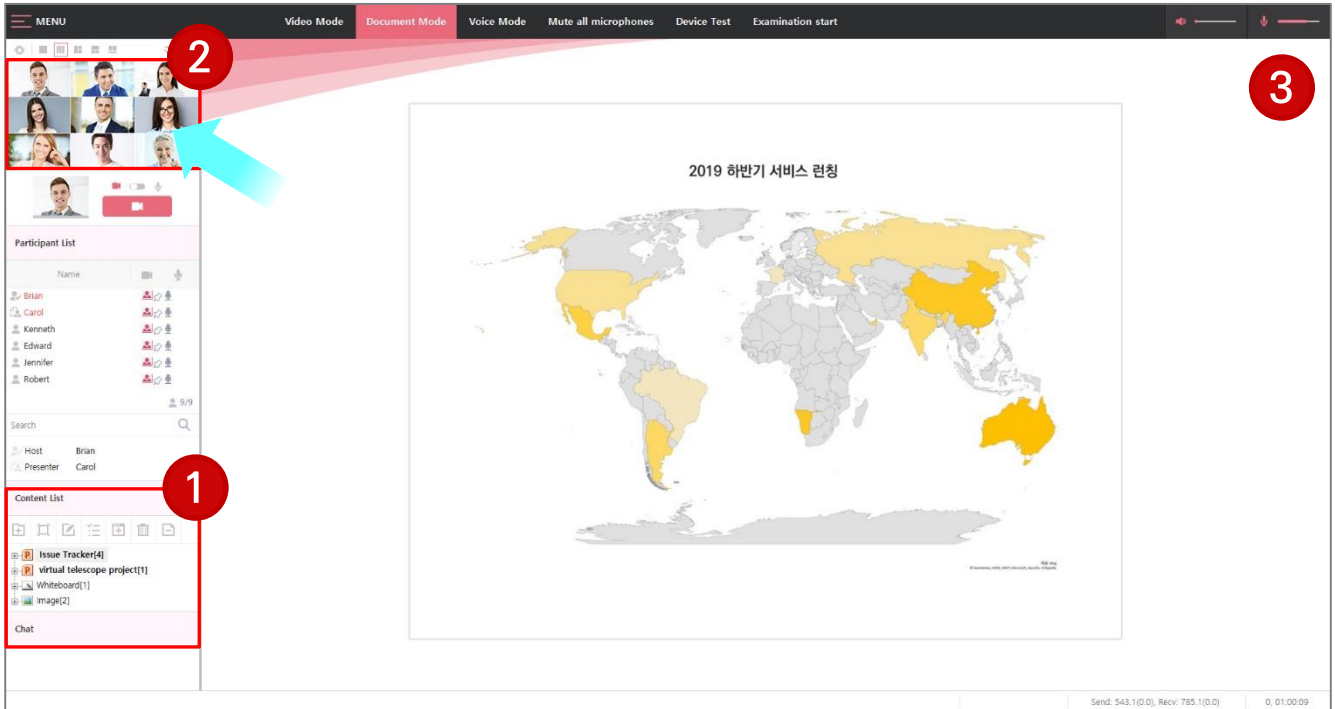 MENU
Video Mode
Document Mode
Voice Mode
Mute all microphones
Device Test
Examination start
2
3
2019 하반기 서비스 런칭
Participant List
Name
Brian
Carol
Kenneth
Edward
Jennifer
Robert
9/9
Search
Host Brian
Presenter Carol
1
Content List
Issue Tracker[4]
virtual telescope project[1]
Whiteboard[1]
Image[2]
Chat
Send: 543.1(0.0), Recv: 785.1(0.0)
0, 01:00:09